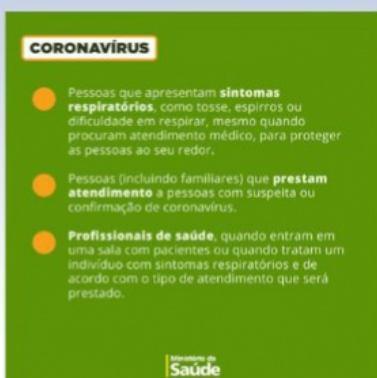 CORONAVÍRUS
Pessoas que apresentam sintomas
respiratórios, como tosse, espirros ou
dificuldade em respirar, mesmo quando
procuram atendimento médico, para proteger
as pessoas ao seu redor.
Pessoas (incluindo familiares) que prestam
atendimento a pessoas com suspeita ou
confirmação de coronavírus.
Profissionais de saúde, quando entram em
uma sala com pacientes ou quando tratam um
indivíduo com sintomas respiratórios e de
acordo com o tipo de atendimento que será
prestado.
Ministério da
Saúde